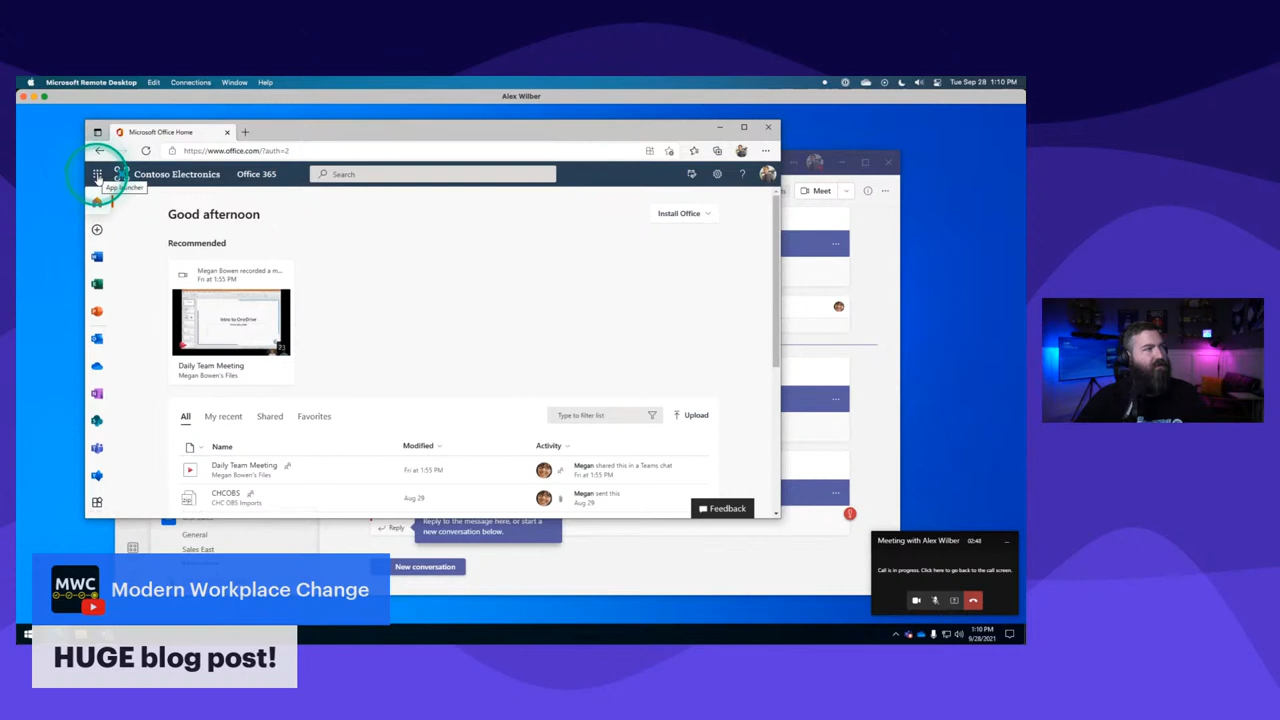 Microsoft Remote Desktop Edit Connections Window Help
Tue Sep 28 1:10 PM
Alex Wilber
Microsoft Office Home
https://www.office.com/?auth=2
Contoso Electronics Office 365 Search
App launcher
Meet
Good afternoon
Install Office
Recommended
Megan Bowen recorded a m...
Fri at 1:55 PM
Intro to OneDrive
23
Daily Team Meeting
Megan Bowen's Files
All My recent Shared Favorites
Type to filter list
Upload
Name Modified Activity
Daily Team Meeting
Megan Bowen's Files
Fri at 1:55 PM
Megan shared this in a Teams chat
Fri at 1:55 PM
zip
CHCOBS
CHC OBS Imports
Aug 29
Megan sent this
Aug 29
Feedback
Reply
Reply to the message here, or start a
new conversation below.
General
Sales East
New conversation
Meeting with Alex Wilber 02:48
Call is in progress. Click here to go back to the call screen.
1:10 PM
9/28/2021
MWC
Modern Workplace Change
HUGE blog post!